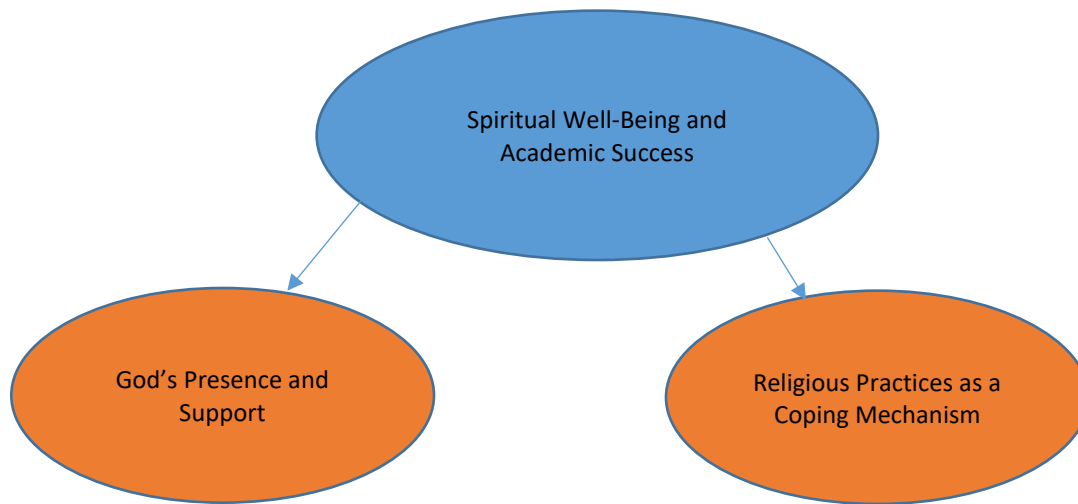 Spiritual Well-Being and
Academic Success
God’s Presence and
Support
Religious Practices as a
Coping Mechanism